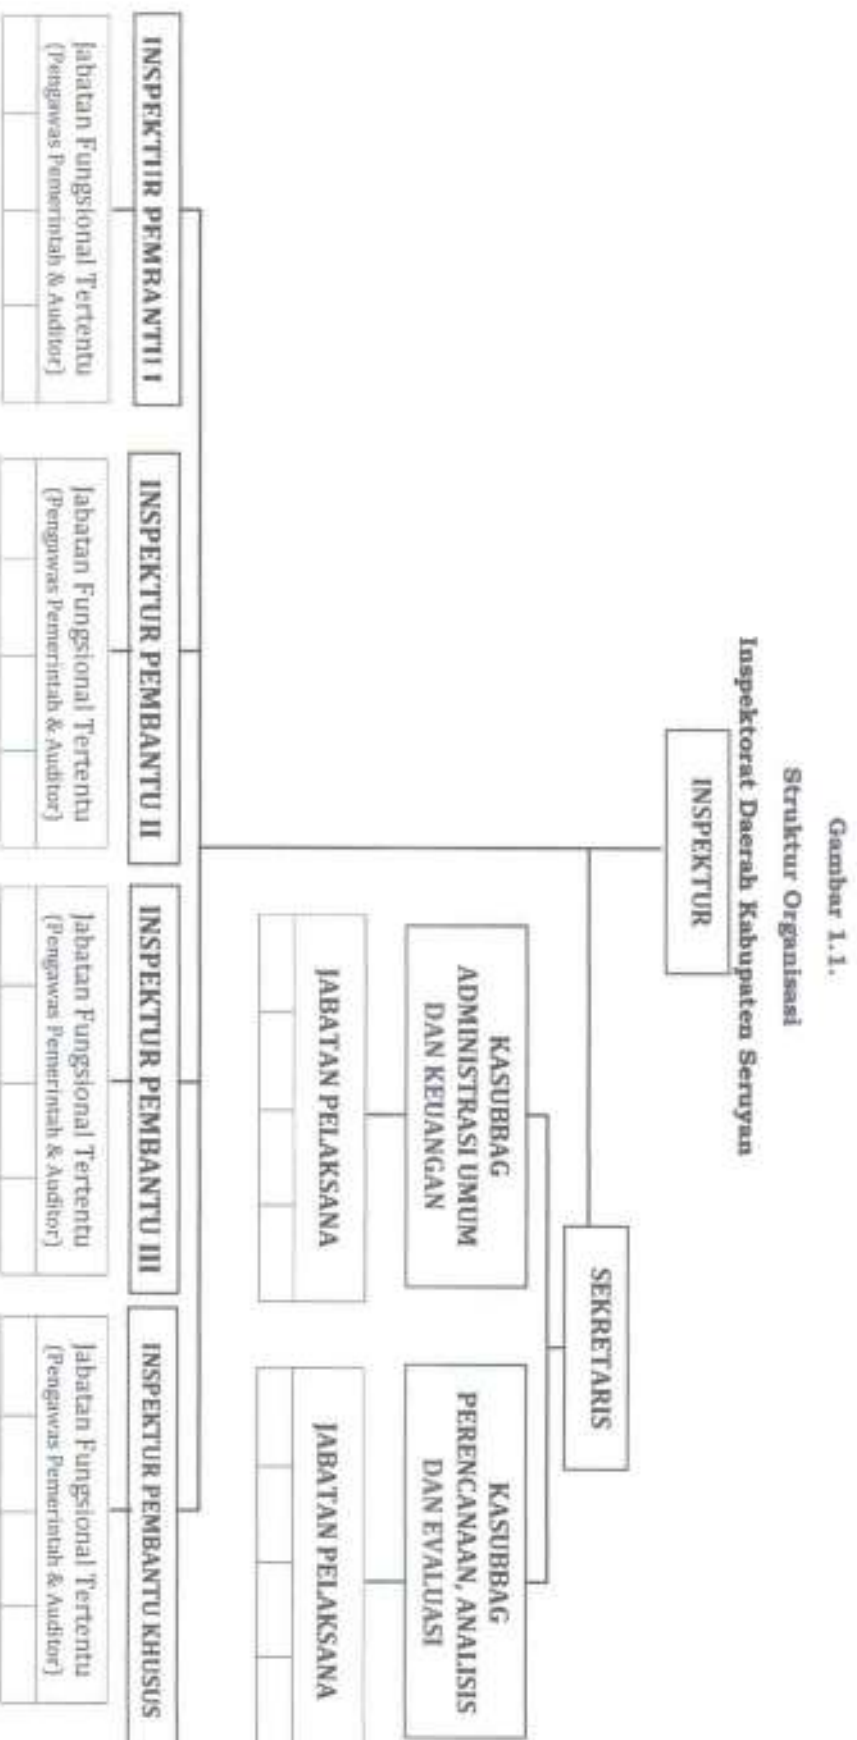 Gambar 1.1.
Struktur Organisasi
Inspektorat Daerah Kabupaten Seruyan
INSPEKTUR
SEKRETARIS
KASUBBAG
ADMINISTRASI UMUM
DAN KEUANGAN
KASUBBAG
PERENCANAAN, ANALISIS
DAN EVALUASI
JABATAN PELAKSANA
JABATAN PELAKSANA
INSPEKTUR PEMBANTU I
INSPEKTUR PEMBANTU II
INSPEKTUR PEMBANTU III
INSPEKTUR PEMBANTU KHUSUS
Jabatan Fungsional Tertentu
(Pengawas Pemerintah & Auditor)
Jabatan Fungsional Tertentu
(Pengawas Pemerintah & Auditor)
Jabatan Fungsional Tertentu
(Pengawas Pemerintah & Auditor)
Jabatan Fungsional Tertentu
(Pengawas Pemerintah & Auditor)